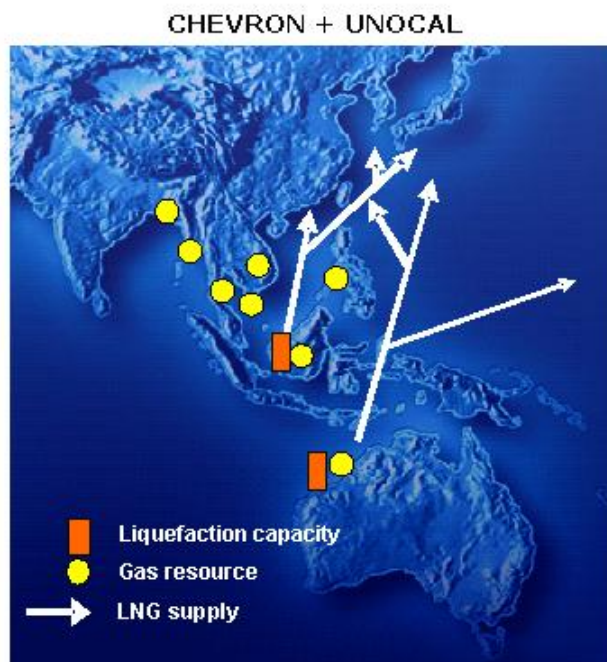 CHEVRON + UNOCAL
Liquefaction capacity
Gas resource
LNG supply